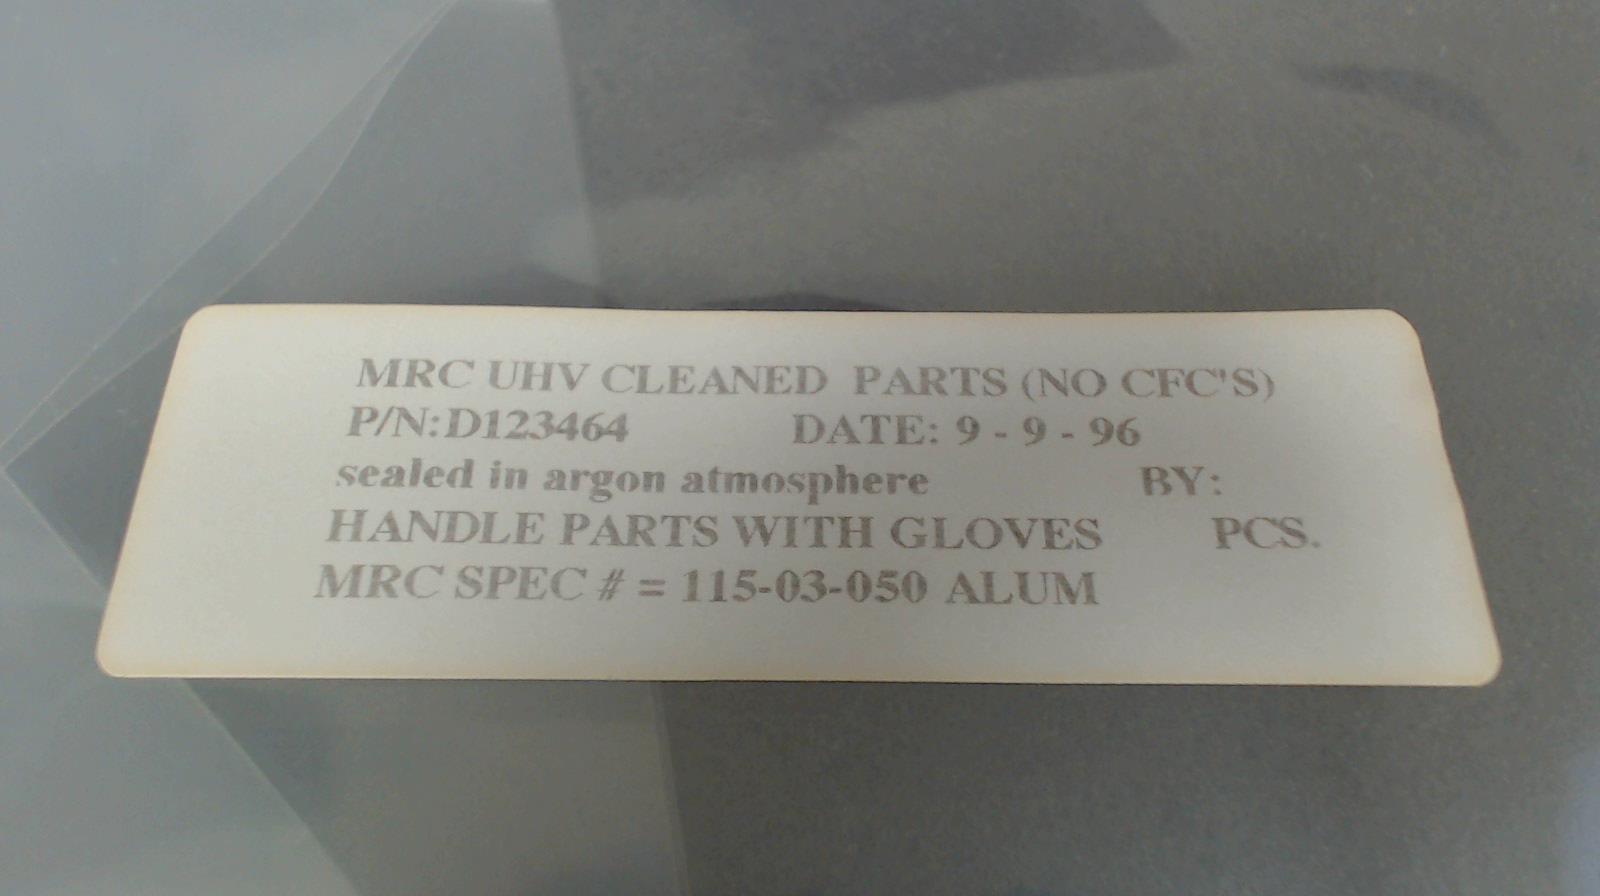 MRC UHV CLEANED PARTS (NO CFC'S)
P/N:D123464 DATE: 9 - 9 - 96
sealed in argon atmosphere BY:
HANDLE PARTS WITH GLOVES PCS.
MRC SPEC # = 115-03-050 ALUM